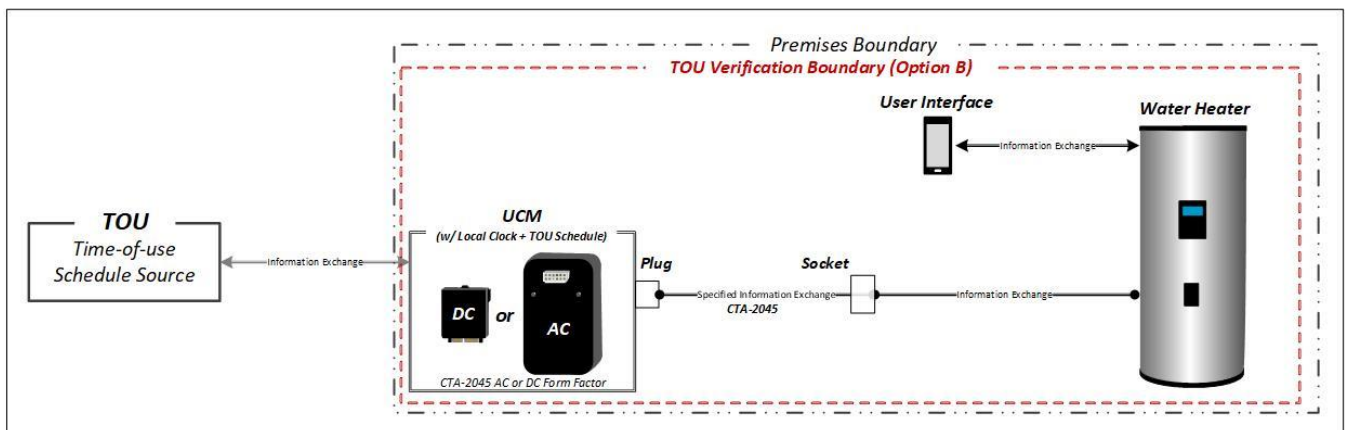 Premises Boundary
TOU Verification Boundary (Option B)
User Interface
Water Heater
Information Exchange
TOU
Time-of-use
Schedule Source
Information Exchange
UCM
(w/ Local Clock + TOU Schedule)
DC
or
AC
CTA-2045 AC or DC Form Factor
Plug
Specified Information Exchange
CTA-2045
Socket
Information Exchange